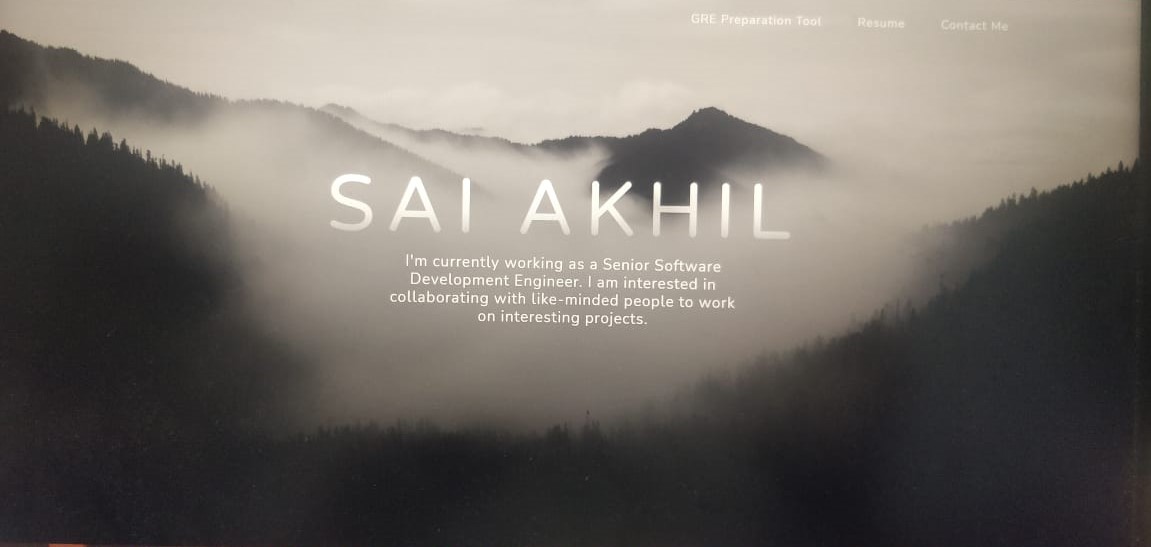 GRE Preparation Tool Resume Contact Me
SAI AKHIL
I'm currently working as a Senior Software
Development Engineer. I am interested in
collaborating with like-minded people to work
on interesting projects.